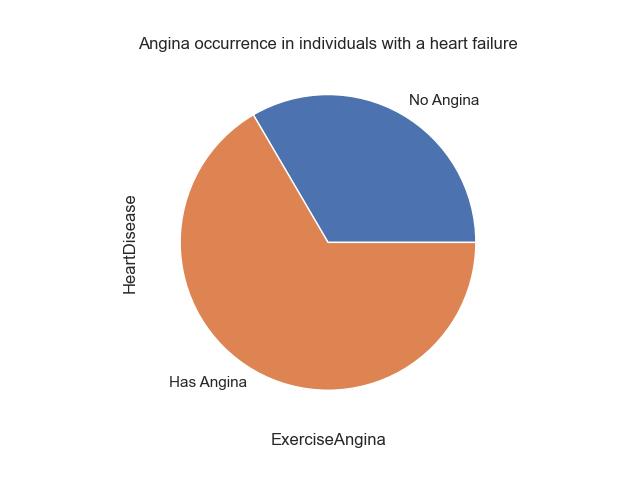 Angina occurrence in individuals with a heart failure
No Angina
HeartDisease
Has Angina
ExerciseAngina